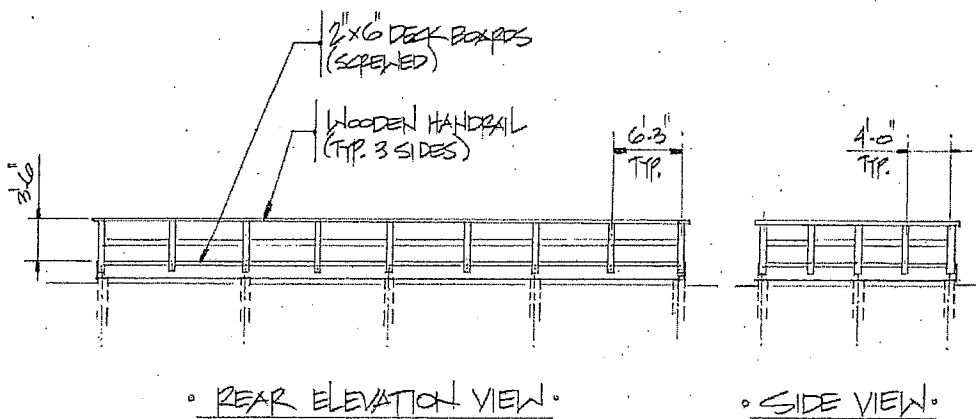 2"x6" DECK BOARDS
(SCREWED)
WOODEN HANDRAIL
(TYP. 3 SIDES)
6'-3"
TYP.
4'-0"
TYP.
3'-6"
• REAR ELEVATION VIEW •
• SIDE VIEW •